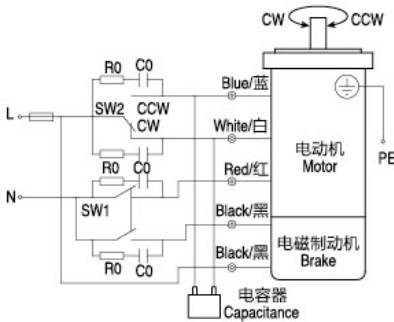 CW CCW
R0 C0
Blue/蓝
L SW2 CCW
CW White/白
R0 C0
电动机
Motor
PE
Red/红
N SW1
Black/黑
R0 C0
Black/黑
电磁制动机
Brake
电容器
Capacitance